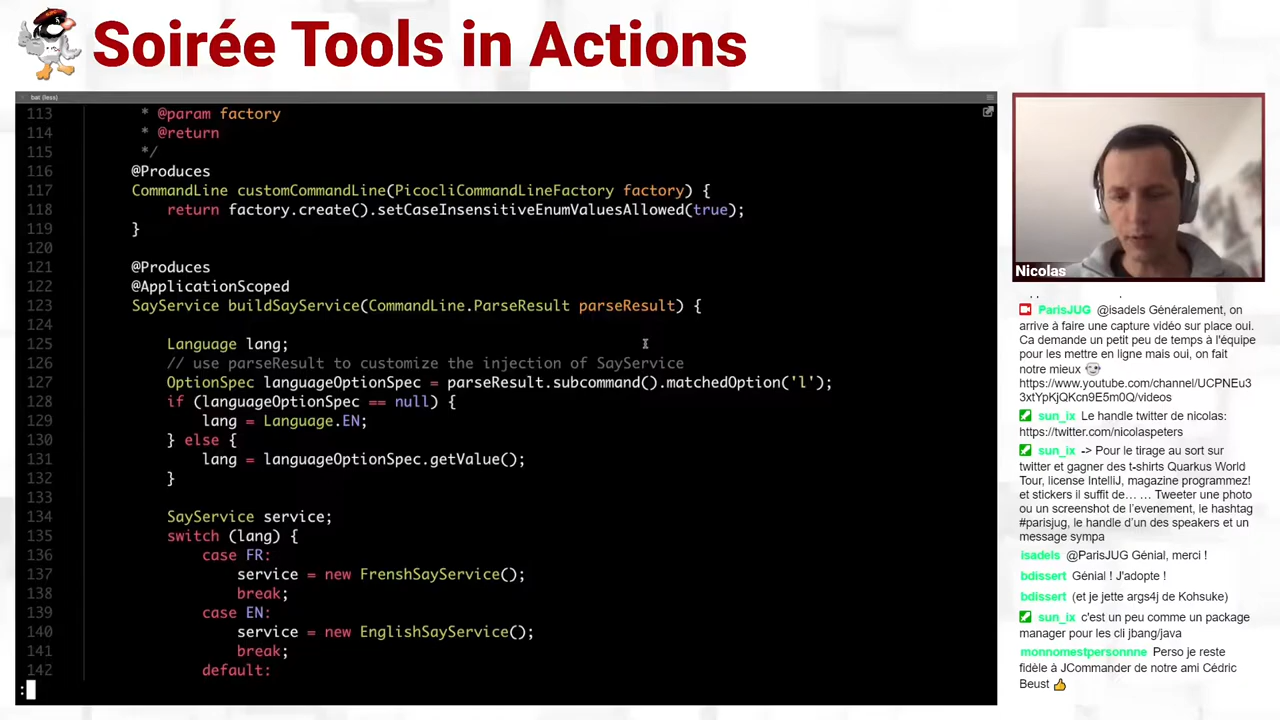 Soirée Tools in Actions
bat (less)
113 * @param factory
114 * @return
115 */
116 @Produces
117 CommandLine customCommandLine(PicocliCommandLineFactory factory) {
118 return factory.create().setCaseInsensitiveEnumValuesAllowed(true);
119 }
120
121 @Produces
122 @ApplicationScoped
123 SayService buildSayService(CommandLine.ParseResult parseResult) {
124
125 Language lang;
126 // use parseResult to customize the injection of SayService
127 OptionSpec languageOptionSpec = parseResult.subcommand().matchedOption('l');
128 if (languageOptionSpec == null) {
129 lang = Language.EN;
130 } else {
131 lang = languageOptionSpec.getValue();
132 }
133
134 SayService service;
135 switch (lang) {
136 case FR:
137 service = new FrenshSayService();
138 break;
139 case EN:
140 service = new EnglishSayService();
141 break;
142 default:
:
Nicolas
ParisJUG @isadels Généralement, on
arrive à faire une capture vidéo sur place oui.
Ca demande un petit peu de temps à l'équipe
pour les mettre en ligne mais oui, on fait
notre mieux
https://www.youtube.com/channel/UCPNEu3
3xtYpKjQKcn9E5m0Q/videos
sun_ix Le handle twitter de nicolas:
https://twitter.com/nicolaspeters
sun_ix -> Pour le tirage au sort sur
twitter et gagner des t-shirts Quarkus World
Tour, license IntelliJ, magazine programmez!
et stickers il suffit de… … Tweeter une photo
ou un screenshot de l'evenement, le hashtag
#parisjug, le handle d'un des speakers et un
message sympa
isadels @ParisJUG Génial, merci !
bdissert Génial ! J'adopte !
bdissert (et je jette args4j de Kohsuke)
sun_ix c'est un peu comme un package
manager pour les cli jbang/java
monnomestpersonnne Perso je reste
fidèle à JCommander de notre ami Cédric
Beust 👍